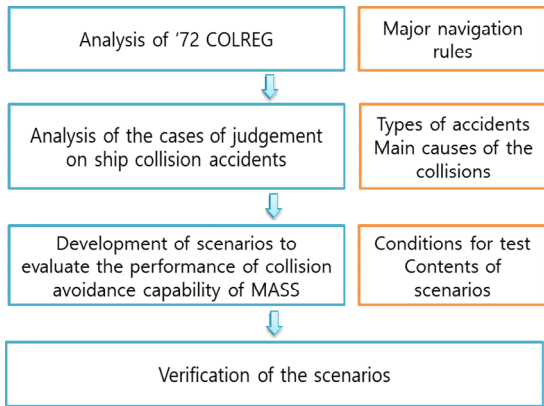 Analysis of '72 COLREG
Major navigation
rules
Analysis of the cases of judgement
on ship collision accidents
Types of accidents
Main causes of the
collisions
Development of scenarios to
evaluate the performance of collision
avoidance capability of MASS
Conditions for test
Contents of
scenarios
Verification of the scenarios